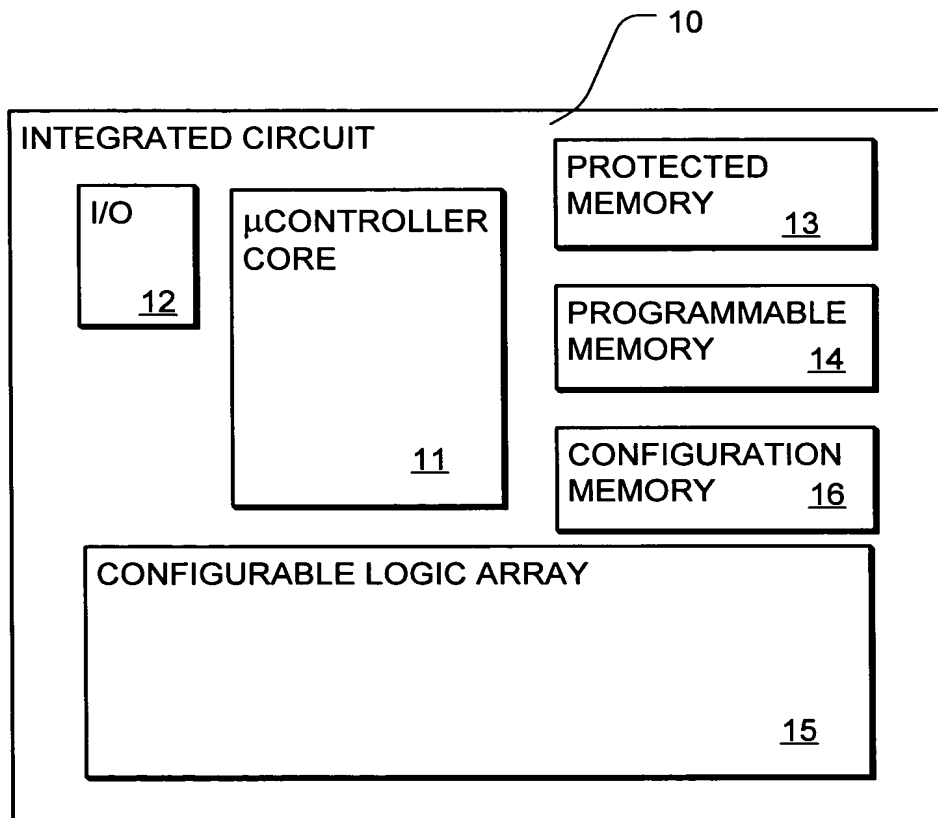 10
INTEGRATED CIRCUIT
I/O
12
µCONTROLLER
CORE
11
PROTECTED
MEMORY
13
PROGRAMMABLE
MEMORY
14
CONFIGURATION
MEMORY
16
CONFIGURABLE LOGIC ARRAY
15